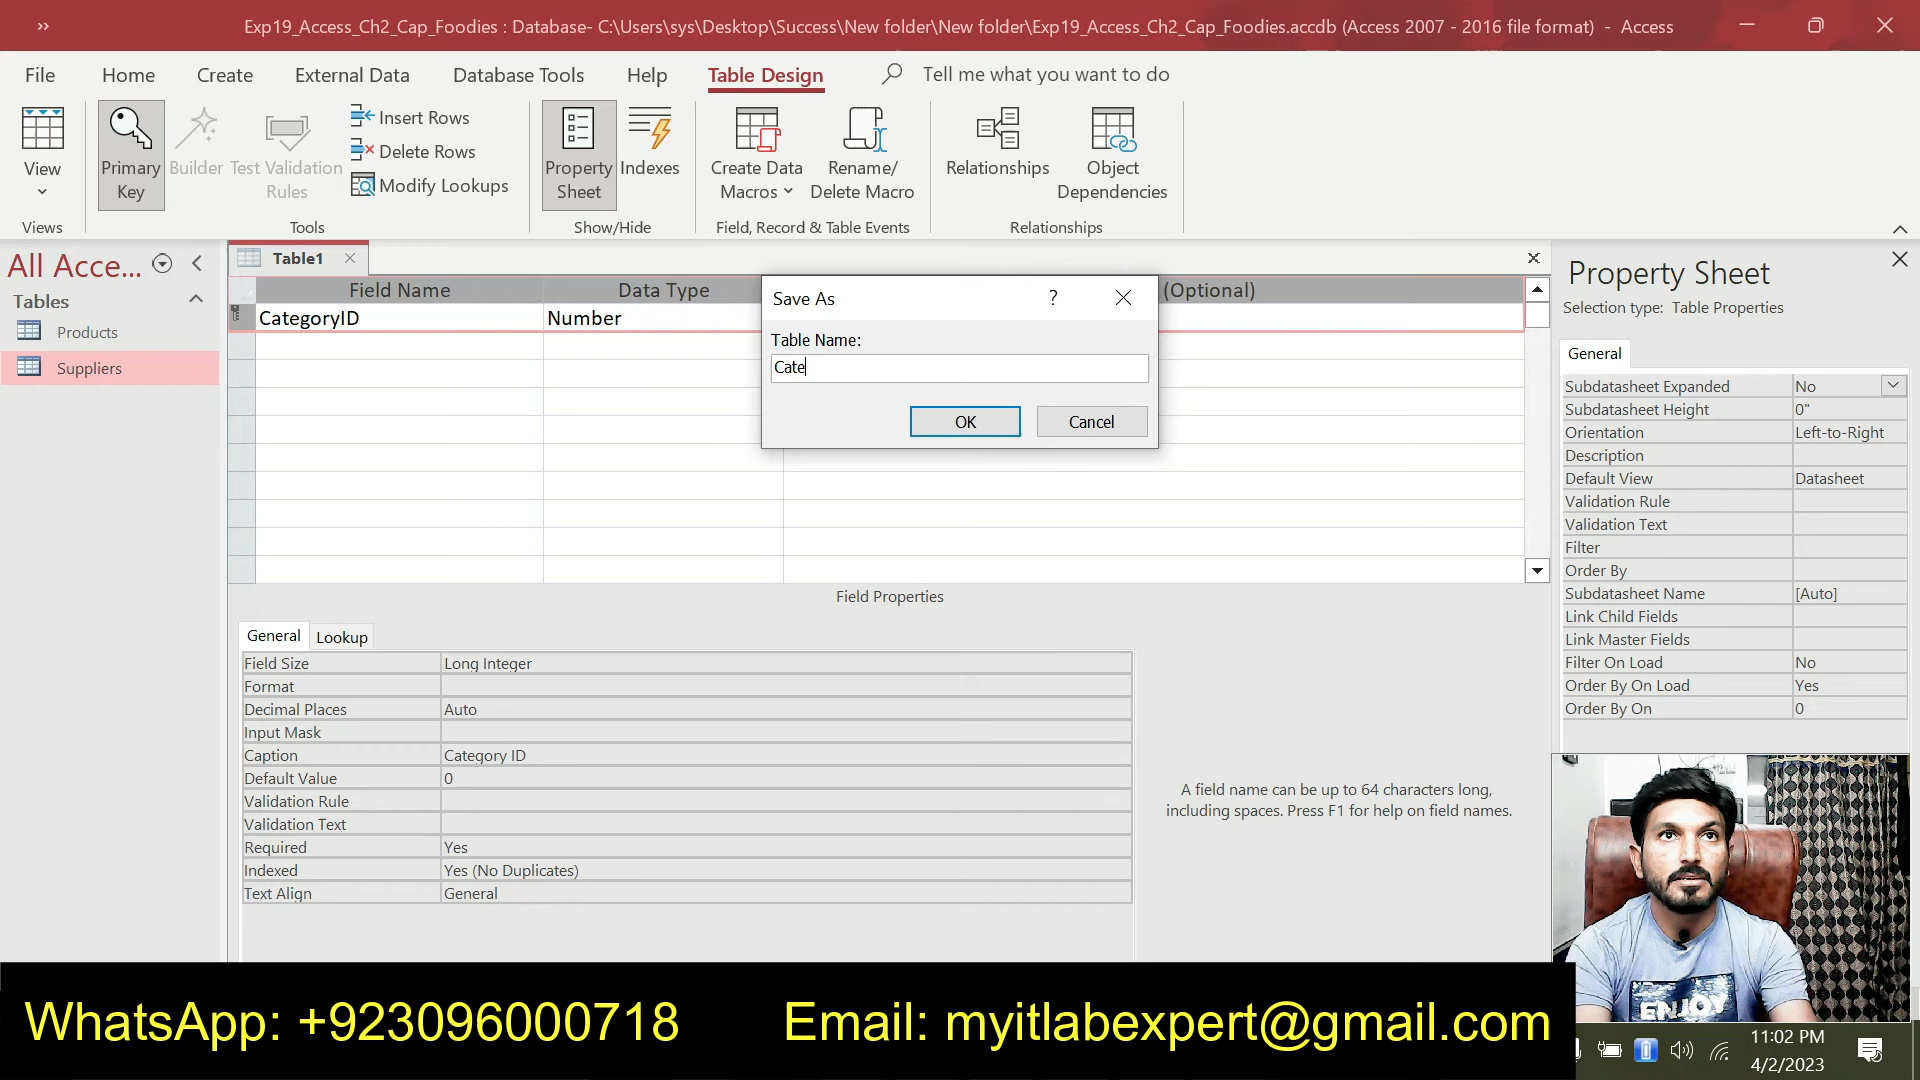 Exp19_Access_Ch2_Cap_Foodies : Database- C:\Users\sys\Desktop\Success\New folder\New folder\Exp19_Access_Ch2_Cap_Foodies.accdb (Access 2007 - 2016 file format) - Access
File Home Create External Data Database Tools Help Table Design Tell me what you want to do
View
Primary Key
Builder
Test Validation Rules
Insert Rows
Delete Rows
Modify Lookups
Property Sheet
Indexes
Create Data Macros
Rename/ Delete Macro
Relationships
Object Dependencies
Views Tools Show/Hide Field, Record & Table Events Relationships
All Acce...
Tables
Products
Suppliers
Table1
Field Name Data Type (Optional)
CategoryID Number
Save As
?
Table Name:
Cate
OK Cancel
Field Properties
General Lookup
Field Size Long Integer
Format
Decimal Places Auto
Input Mask
Caption Category ID
Default Value 0
Validation Rule
Validation Text
Required Yes
Indexed Yes (No Duplicates)
Text Align General
A field name can be up to 64 characters long,
including spaces. Press F1 for help on field names.
Property Sheet
Selection type: Table Properties
General
Subdatasheet Expanded No
Subdatasheet Height 0"
Orientation Left-to-Right
Description
Default View Datasheet
Validation Rule
Validation Text
Filter
Order By
Subdatasheet Name [Auto]
Link Child Fields
Link Master Fields
Filter On Load No
Order By On Load Yes
Order By On 0
ENJOY
WhatsApp: +923096000718 Email: myitlabexpert@gmail.com
11:02 PM
4/2/2023